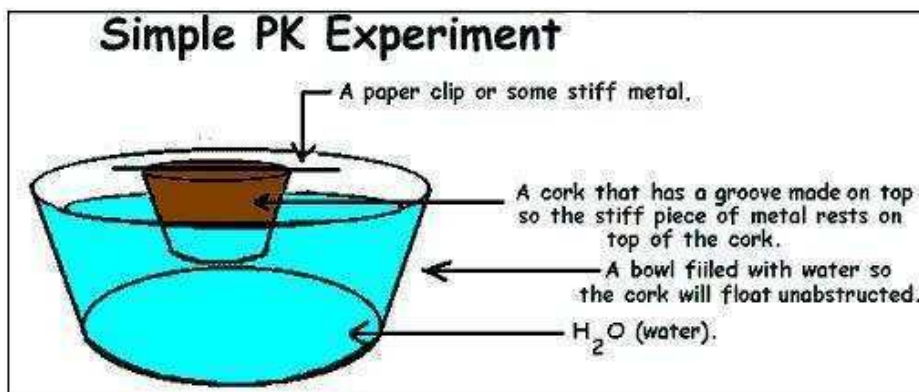 Simple PK Experiment
A paper clip or some stiff metal.
A cork that has a groove made on top
so the stiff piece of metal rests on
top of the cork.
A bowl fiilled with water so
the cork will float unabstructed.
H₂O (water).